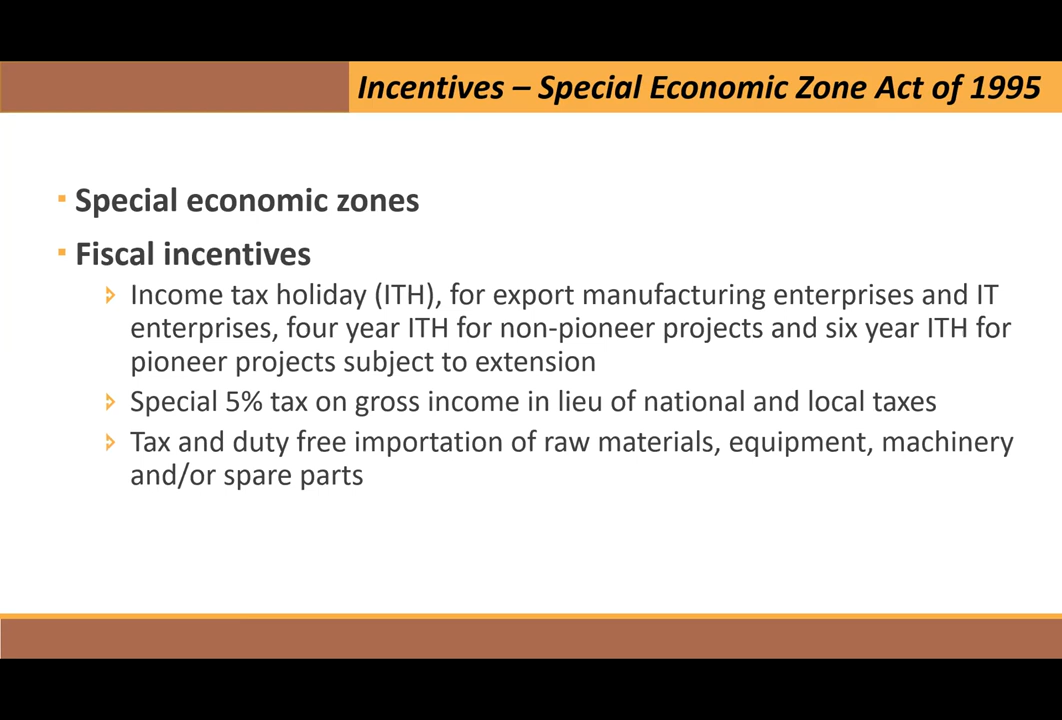 Incentives – Special Economic Zone Act of 1995
▪ Special economic zones
▪ Fiscal incentives
Income tax holiday (ITH), for export manufacturing enterprises and IT
enterprises, four year ITH for non-pioneer projects and six year ITH for
pioneer projects subject to extension
Special 5% tax on gross income in lieu of national and local taxes
Tax and duty free importation of raw materials, equipment, machinery
and/or spare parts